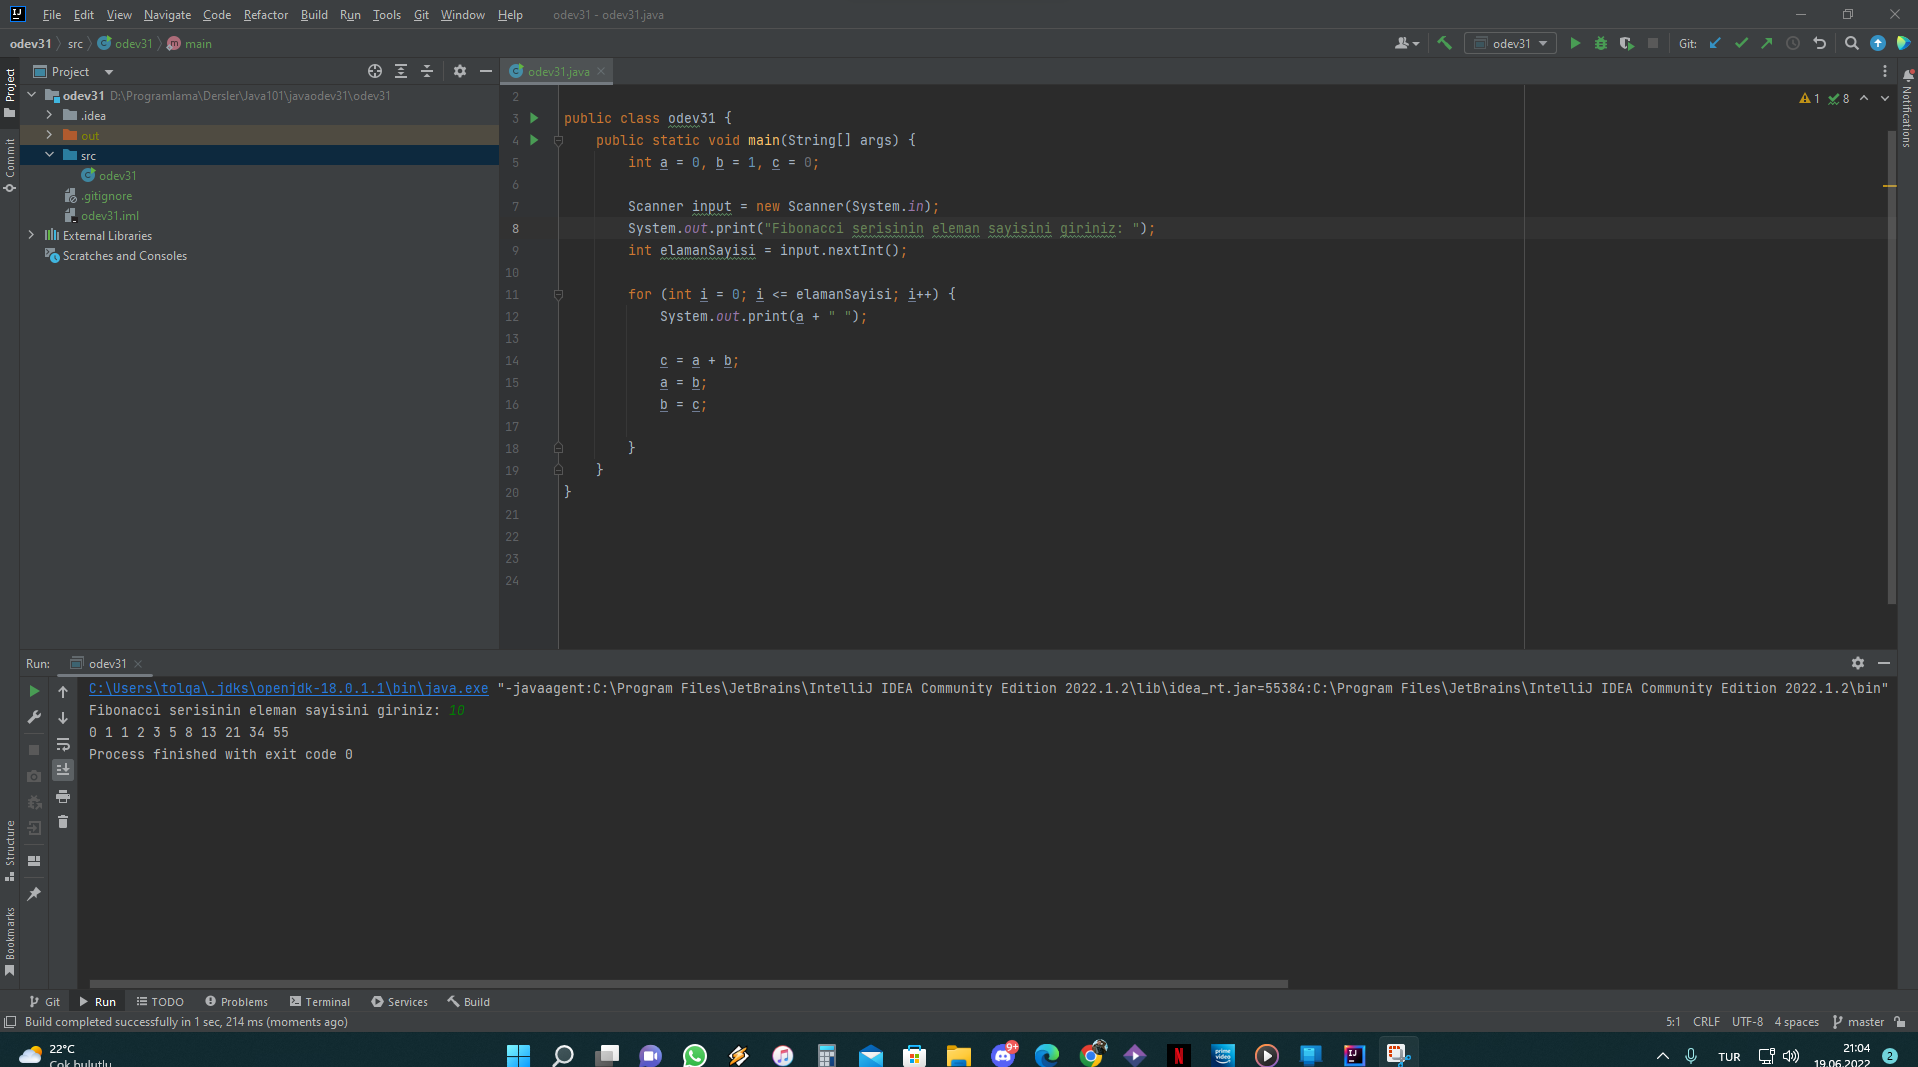 File Edit View Navigate Code Refactor Build Run Tools Git Window Help odev31 - odev31.java
odev31 src odev31 main
odev31 Git:
Project
odev31.java
odev31 D:\Programlama\Dersler\Java101\javaodev31\odev31
.idea
out
src
odev31
.gitignore
odev31.iml
External Libraries
Scratches and Consoles
Project
Commit
Structure
Bookmarks
Notifications
1 8
2
3 public class odev31 {
4 public static void main(String[] args) {
5 int a = 0, b = 1, c = 0;
6
7 Scanner input = new Scanner(System.in);
8 System.out.print("Fibonacci serisinin eleman sayisini giriniz: ");
9 int elamanSayisi = input.nextInt();
10
11 for (int i = 0; i <= elamanSayisi; i++) {
12 System.out.print(a + " ");
13
14 c = a + b;
15 a = b;
16 b = c;
17
18 }
19 }
20 }
21
22
23
24
Run: odev31
C:\Users\tolga\.jdks\openjdk-18.0.1.1\bin\java.exe "-javaagent:C:\Program Files\JetBrains\IntelliJ IDEA Community Edition 2022.1.2\lib\idea_rt.jar=55384:C:\Program Files\JetBrains\IntelliJ IDEA Community Edition 2022.1.2\bin"
Fibonacci serisinin eleman sayisini giriniz: 10
0 1 1 2 3 5 8 13 21 34 55
Process finished with exit code 0
Git Run TODO Problems Terminal Services Build
Build completed successfully in 1 sec, 214 ms (moments ago)
5:1 CRLF UTF-8 4 spaces master
22°C
Çok bulutlu
9+
prime video
TUR
21:04
19.06.2022
2